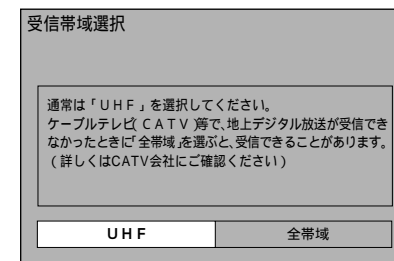 受信帯域選択
通常は「UHF」を選択してください。
ケーブルテレビ(CATV)等で、地上デジタル放送が受信でき
なかったときに「全帯域」を選ぶと、受信できることがあります。
(詳しくはCATV会社にご確認ください)
UHF 全帯域